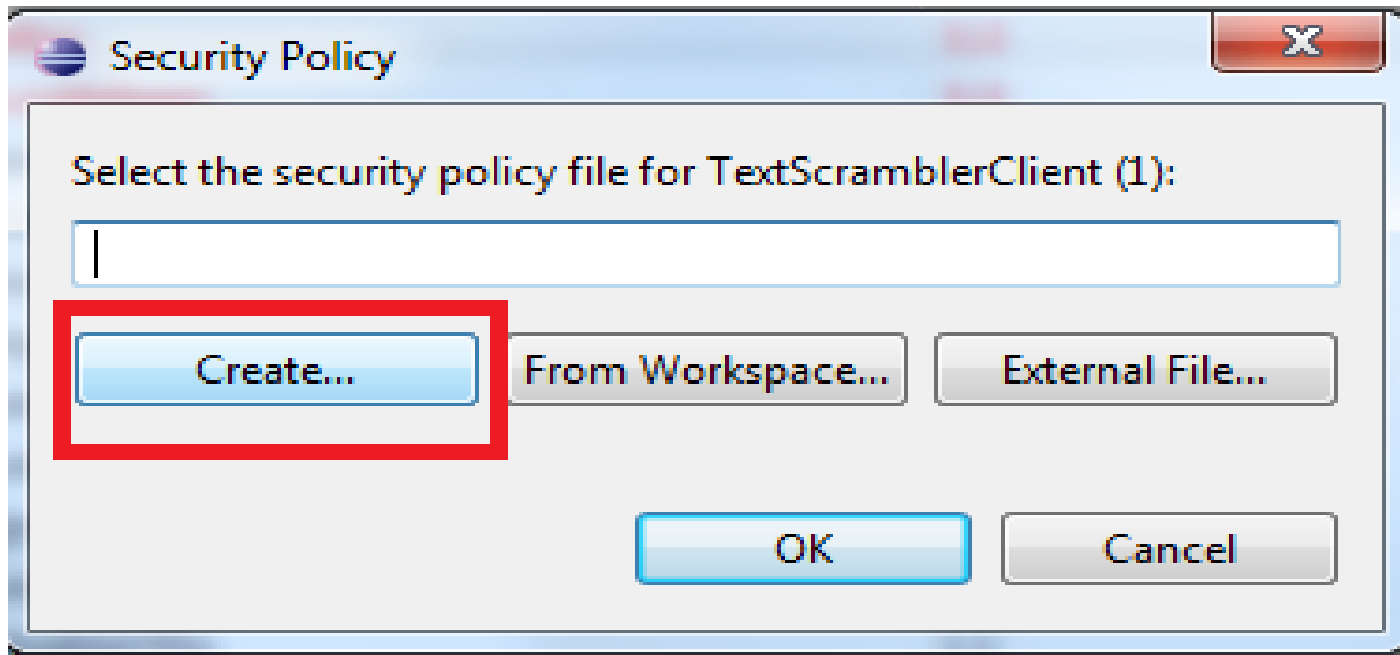 Security Policy
Select the security policy file for TextScramblerClient (1):
Create... From Workspace... External File...
OK Cancel